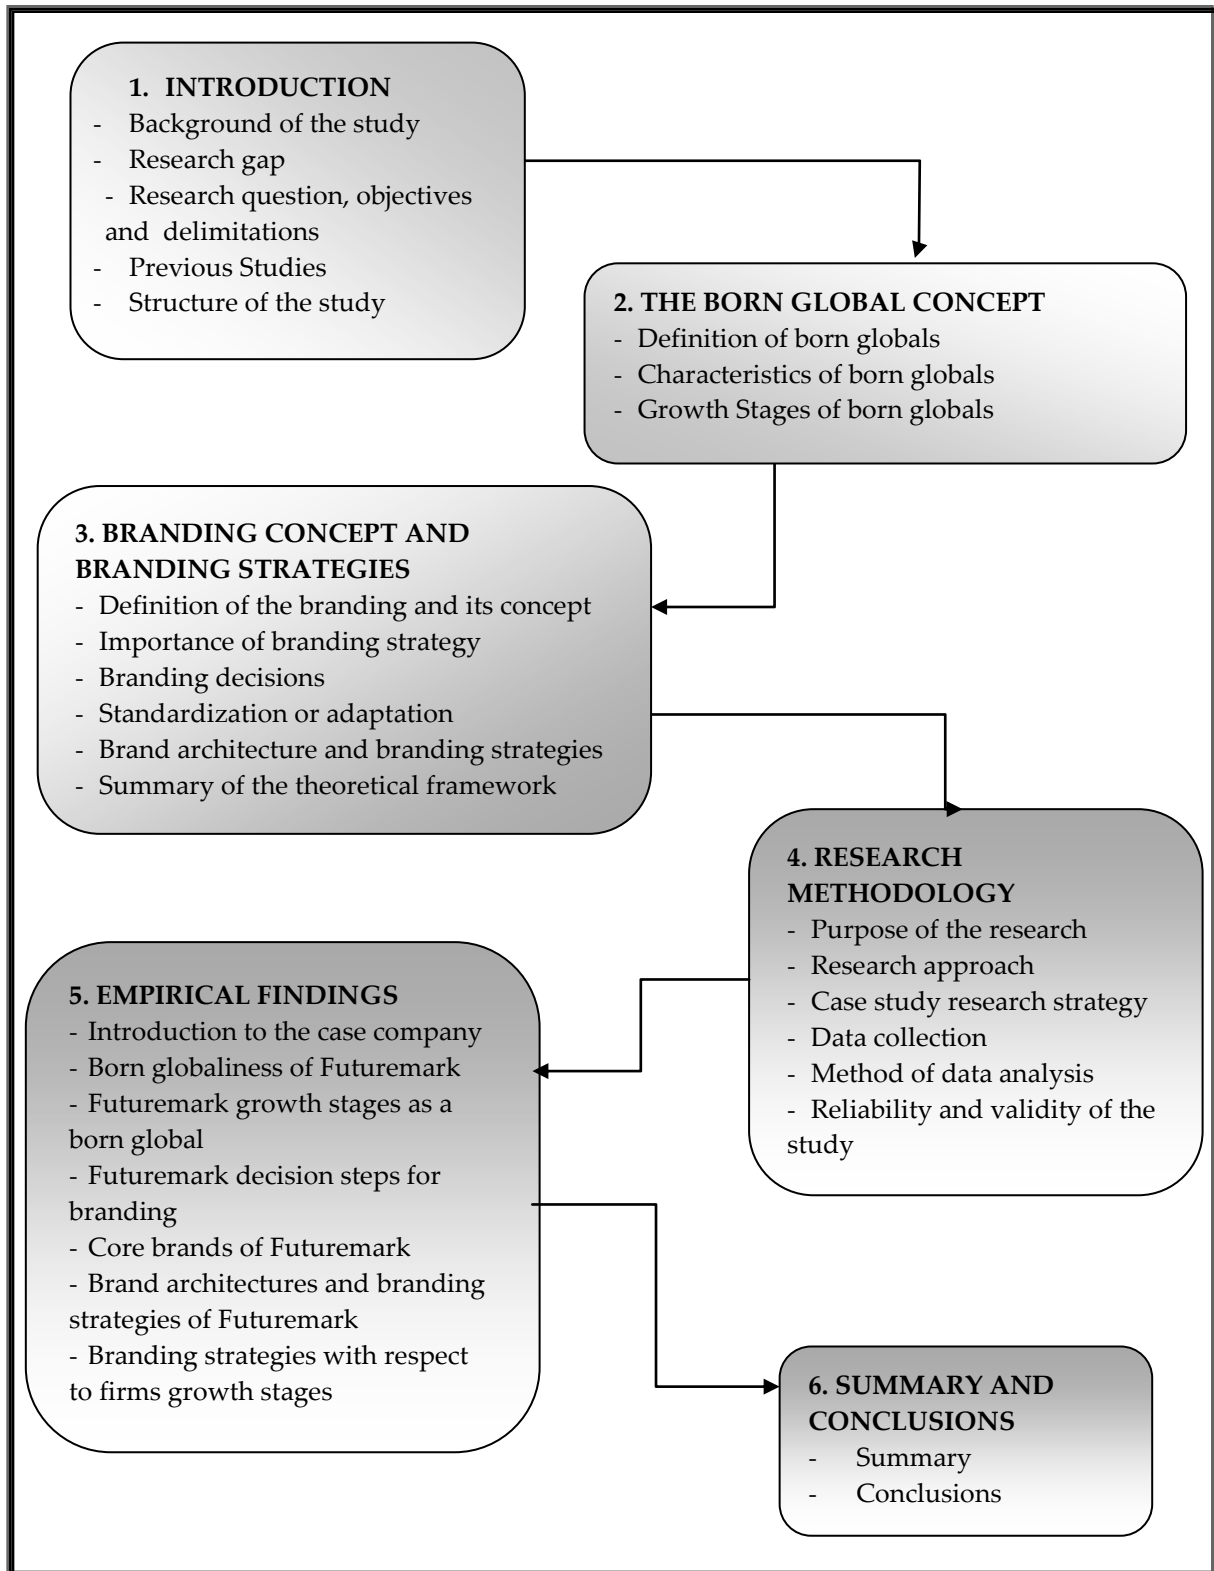 1. INTRODUCTION
- Background of the study
- Research gap
- Research question, objectives
and delimitations
- Previous Studies
- Structure of the study
2. THE BORN GLOBAL CONCEPT
- Definition of born globals
- Characteristics of born globals
- Growth Stages of born globals
3. BRANDING CONCEPT AND
BRANDING STRATEGIES
- Definition of the branding and its concept
- Importance of branding strategy
- Branding decisions
- Standardization or adaptation
- Brand architecture and branding strategies
- Summary of the theoretical framework
4. RESEARCH
METHODOLOGY
- Purpose of the research
- Research approach
- Case study research strategy
- Data collection
- Method of data analysis
- Reliability and validity of the
study
5. EMPIRICAL FINDINGS
- Introduction to the case company
- Born globaliness of Futuremark
- Futuremark growth stages as a
born global
- Futuremark decision steps for
branding
- Core brands of Futuremark
- Brand architectures and branding
strategies of Futuremark
- Branding strategies with respect
to firms growth stages
6. SUMMARY AND
CONCLUSIONS
- Summary
- Conclusions